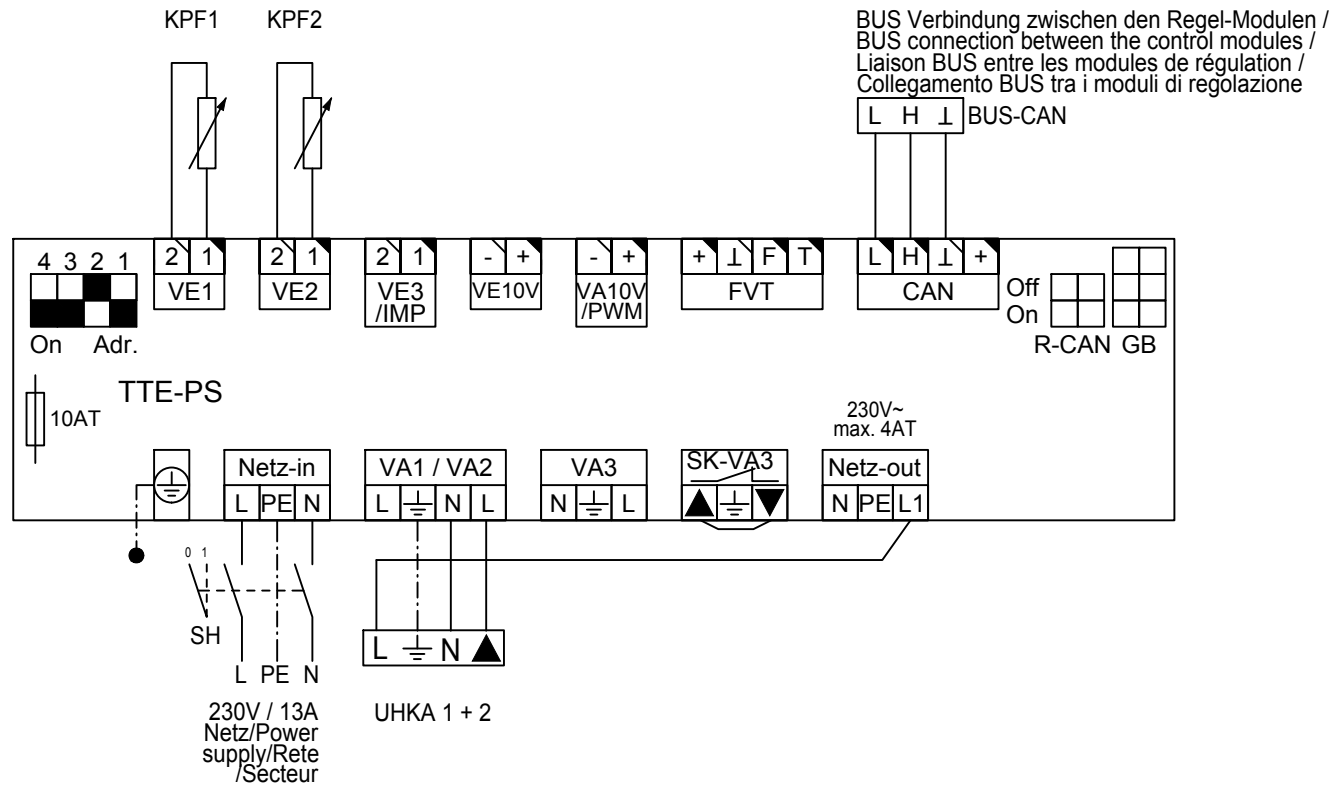 KPF1
KPF2
BUS Verbindung zwischen den Regel-Modulen /
BUS connection between the control modules /
Liaison BUS entre les modules de régulation /
Collegamento BUS tra i moduli di regolazione
L H ⊥ BUS-CAN
4 3 2 1
On Adr.
2 1
VE1
2 1
VE2
2 1
VE3
/IMP
- +
VE10V
- +
VA10V
/PWM
+ ⊥ F T
FVT
L H ⊥ +
CAN
Off
On
R-CAN GB
TTE-PS
10AT
230V~
max. 4AT
Netz-in
L PE N
VA1 / VA2
L ⏚ N L
VA3
N ⏚ L
SK-VA3
▲ ⏚ ▼
Netz-out
N PE L1
0 1
SH
L PE N
230V / 13A
Netz/Power
supply/Rete
/Secteur
L ⏚ N ▲
UHKA 1 + 2